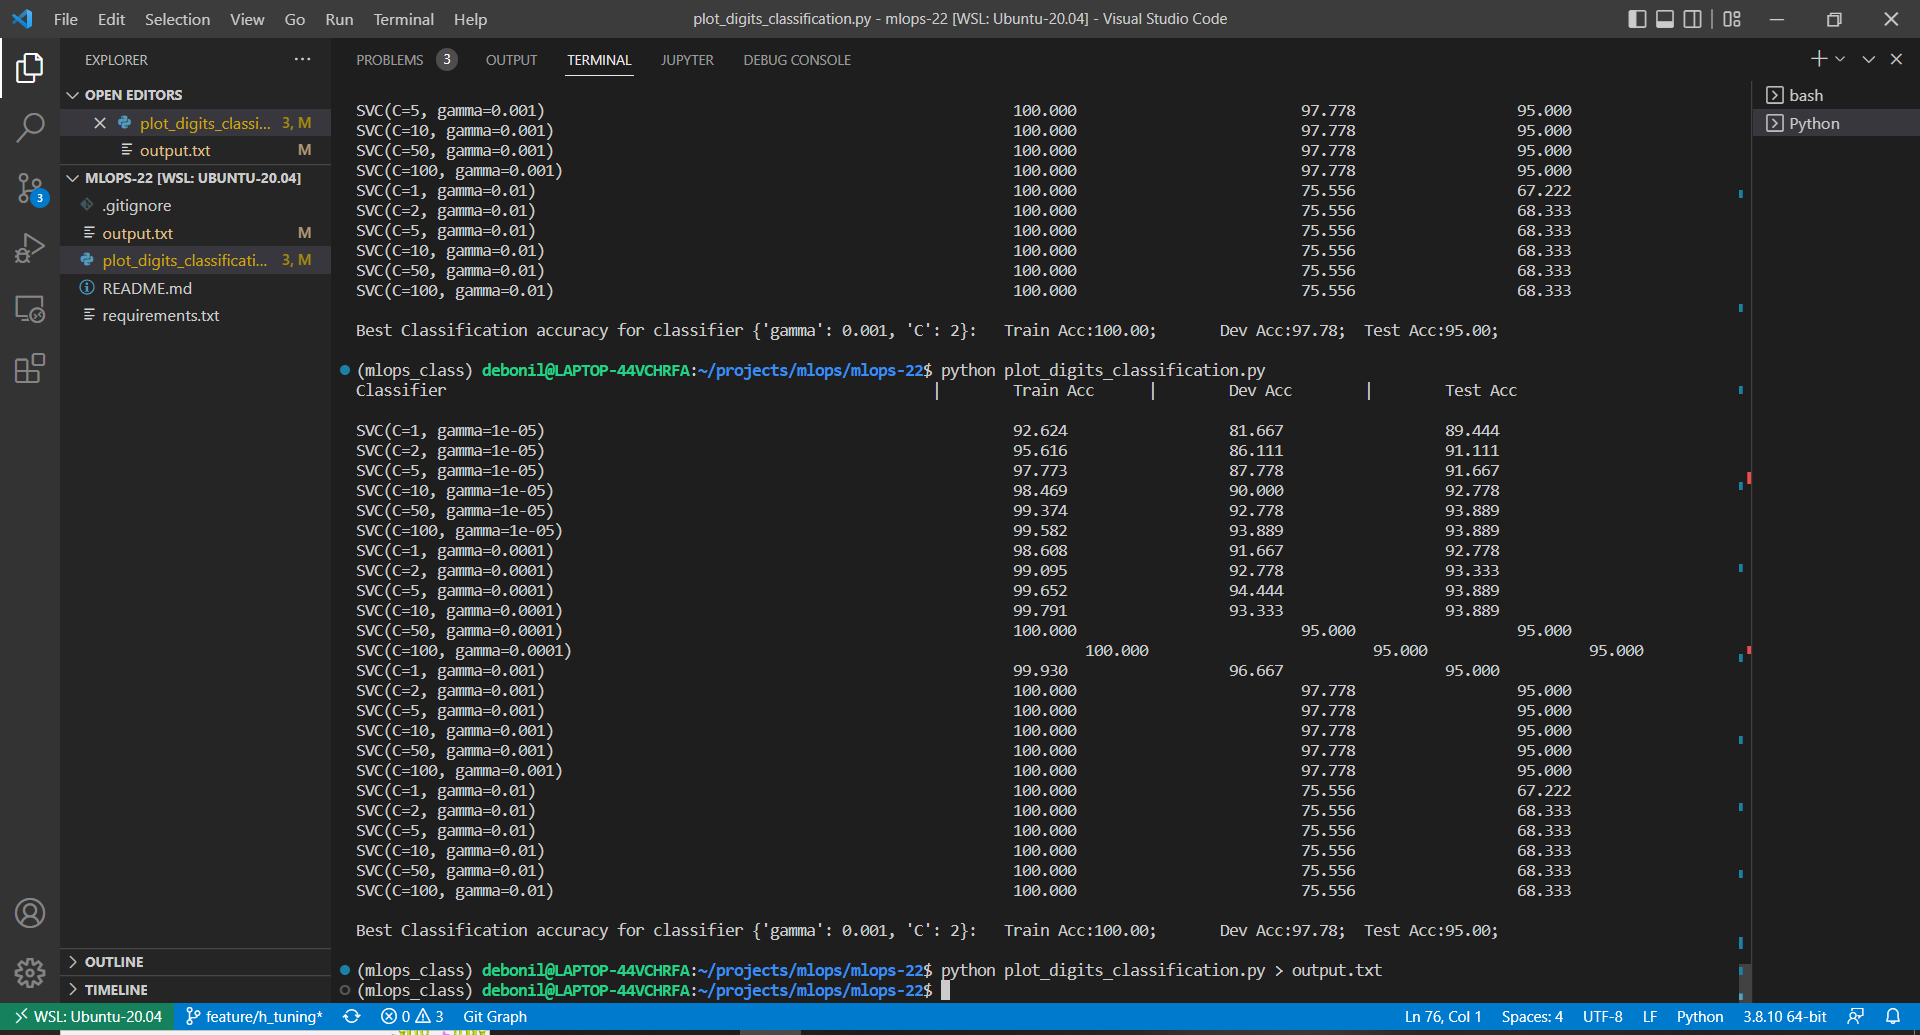 File Edit Selection View Go Run Terminal Help
plot_digits_classification.py - mlops-22 [WSL: Ubuntu-20.04] - Visual Studio Code
EXPLORER
OPEN EDITORS
plot_digits_classi... 3, M
output.txt M
MLOPS-22 [WSL: UBUNTU-20.04]
.gitignore
output.txt M
plot_digits_classificati... 3, M
README.md
requirements.txt
OUTLINE
TIMELINE
3
PROBLEMS 3 OUTPUT TERMINAL JUPYTER DEBUG CONSOLE
SVC(C=5, gamma=0.001) 100.000 97.778 95.000
SVC(C=10, gamma=0.001) 100.000 97.778 95.000
SVC(C=50, gamma=0.001) 100.000 97.778 95.000
SVC(C=100, gamma=0.001) 100.000 97.778 95.000
SVC(C=1, gamma=0.01) 100.000 75.556 67.222
SVC(C=2, gamma=0.01) 100.000 75.556 68.333
SVC(C=5, gamma=0.01) 100.000 75.556 68.333
SVC(C=10, gamma=0.01) 100.000 75.556 68.333
SVC(C=50, gamma=0.01) 100.000 75.556 68.333
SVC(C=100, gamma=0.01) 100.000 75.556 68.333
Best Classification accuracy for classifier {'gamma': 0.001, 'C': 2}: Train Acc:100.00; Dev Acc:97.78; Test Acc:95.00;
(mlops_class) debonil@LAPTOP-44VCHRFA:~/projects/mlops/mlops-22$ python plot_digits_classification.py
Classifier | Train Acc | Dev Acc | Test Acc
SVC(C=1, gamma=1e-05) 92.624 81.667 89.444
SVC(C=2, gamma=1e-05) 95.616 86.111 91.111
SVC(C=5, gamma=1e-05) 97.773 87.778 91.667
SVC(C=10, gamma=1e-05) 98.469 90.000 92.778
SVC(C=50, gamma=1e-05) 99.374 92.778 93.889
SVC(C=100, gamma=1e-05) 99.582 93.889 93.889
SVC(C=1, gamma=0.0001) 98.608 91.667 92.778
SVC(C=2, gamma=0.0001) 99.095 92.778 93.333
SVC(C=5, gamma=0.0001) 99.652 94.444 93.889
SVC(C=10, gamma=0.0001) 99.791 93.333 93.889
SVC(C=50, gamma=0.0001) 100.000 95.000 95.000
SVC(C=100, gamma=0.0001) 100.000 95.000 95.000
SVC(C=1, gamma=0.001) 99.930 96.667 95.000
SVC(C=2, gamma=0.001) 100.000 97.778 95.000
SVC(C=5, gamma=0.001) 100.000 97.778 95.000
SVC(C=10, gamma=0.001) 100.000 97.778 95.000
SVC(C=50, gamma=0.001) 100.000 97.778 95.000
SVC(C=100, gamma=0.001) 100.000 97.778 95.000
SVC(C=1, gamma=0.01) 100.000 75.556 67.222
SVC(C=2, gamma=0.01) 100.000 75.556 68.333
SVC(C=5, gamma=0.01) 100.000 75.556 68.333
SVC(C=10, gamma=0.01) 100.000 75.556 68.333
SVC(C=50, gamma=0.01) 100.000 75.556 68.333
SVC(C=100, gamma=0.01) 100.000 75.556 68.333
Best Classification accuracy for classifier {'gamma': 0.001, 'C': 2}: Train Acc:100.00; Dev Acc:97.78; Test Acc:95.00;
(mlops_class) debonil@LAPTOP-44VCHRFA:~/projects/mlops/mlops-22$ python plot_digits_classification.py > output.txt
(mlops_class) debonil@LAPTOP-44VCHRFA:~/projects/mlops/mlops-22$
bash
Python
WSL: Ubuntu-20.04 feature/h_tuning* 0 3 Git Graph Ln 76, Col 1 Spaces: 4 UTF-8 LF Python 3.8.10 64-bit